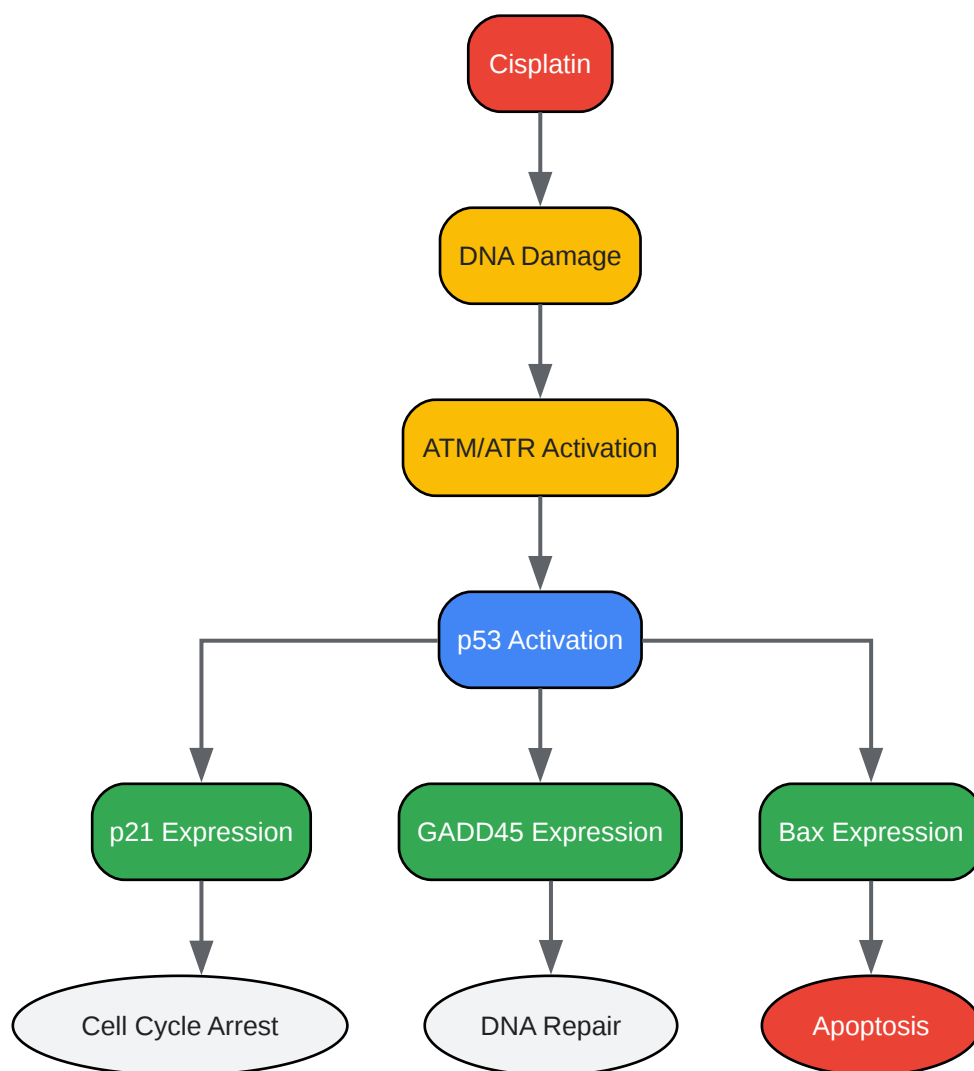 Cisplatin
DNA Damage
ATM/ATR Activation
p53 Activation
p21 Expression
GADD45 Expression
Bax Expression
Cell Cycle Arrest
DNA Repair
Apoptosis